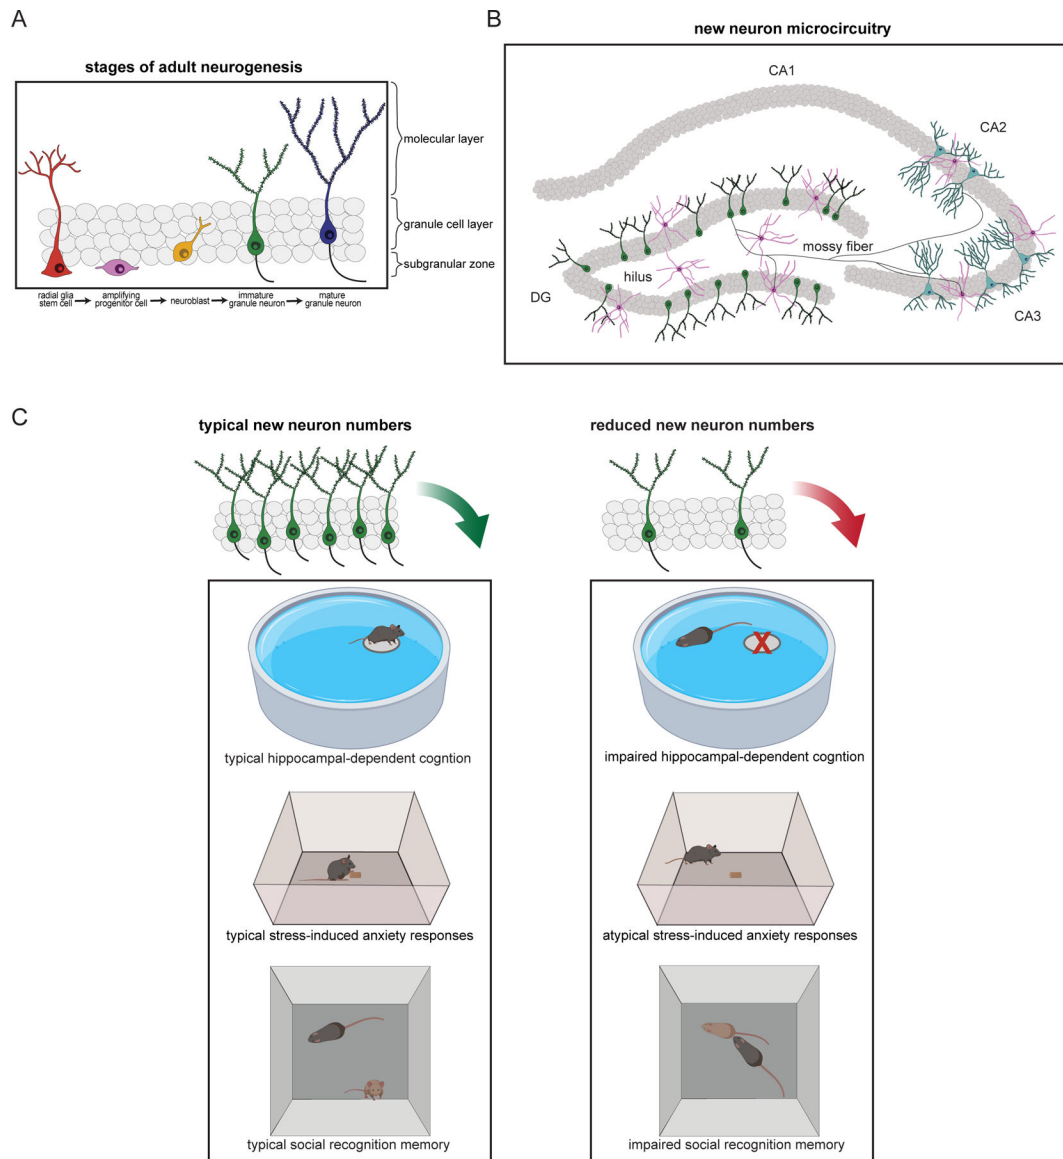 A
stages of adult neurogenesis
molecular layer
granule cell layer
subgranular zone
radial glia
stem cell
amplifying
progenitor cell
neuroblast
immature
granule neuron
mature
granule neuron
B
new neuron microcircuitry
CA1
CA2
mossy fiber
hilus
DG
CA3
C
typical new neuron numbers
reduced new neuron numbers
typical hippocampal-dependent cogntion
impaired hippocampal-dependent cognition
typical stress-induced anxiety responses
atypical stress-induced anxiety responses
typical social recognition memory
impaired social recognition memory
X